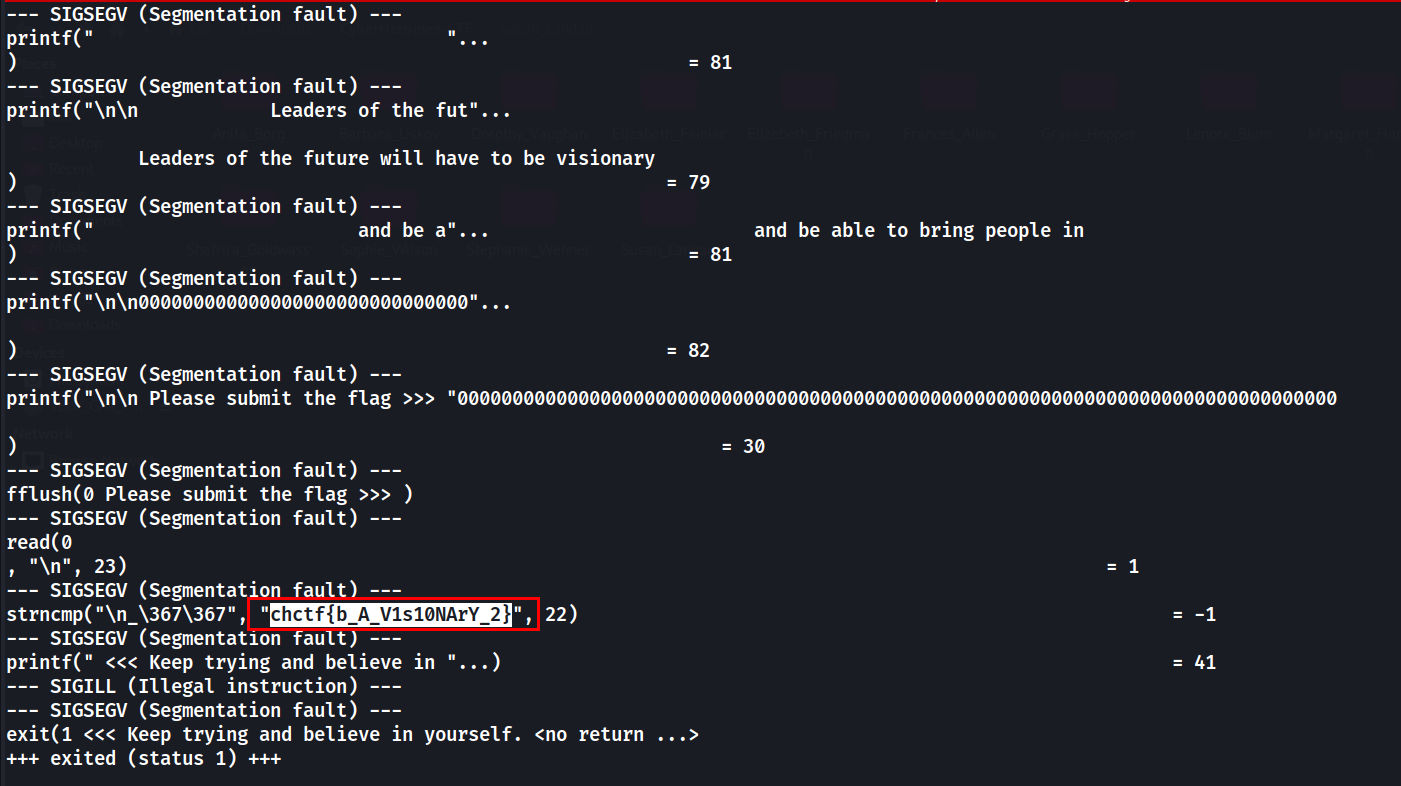 --- SIGSEGV (Segmentation fault) ---
printf("                                "...
)                                                             = 81
--- SIGSEGV (Segmentation fault) ---
printf("\n\n            Leaders of the fut"...

            Leaders of the future will have to be visionary
)                                                           = 79
--- SIGSEGV (Segmentation fault) ---
printf("                        and be a"...                        and be able to bring people in
)                                                             = 81
--- SIGSEGV (Segmentation fault) ---
printf("\n\n000000000000000000000000000000"...

)                                                           = 82
--- SIGSEGV (Segmentation fault) ---
printf("\n\n Please submit the flag >>> "00000000000000000000000000000000000000000000000000000000000000000000000000000000

)                                                                = 30
--- SIGSEGV (Segmentation fault) ---
fflush(0 Please submit the flag >>> )
--- SIGSEGV (Segmentation fault) ---
read(0
, "\n", 23)                                                                                         = 1
--- SIGSEGV (Segmentation fault) ---
strncmp("\n_\367\367", "chctf{b_A_V1s10NArY_2}", 22)                                                      = -1
--- SIGSEGV (Segmentation fault) ---
printf(" <<< Keep trying and believe in "...)                                                             = 41
--- SIGILL (Illegal instruction) ---
--- SIGSEGV (Segmentation fault) ---
exit(1 <<< Keep trying and believe in yourself. <no return ...>
+++ exited (status 1) +++